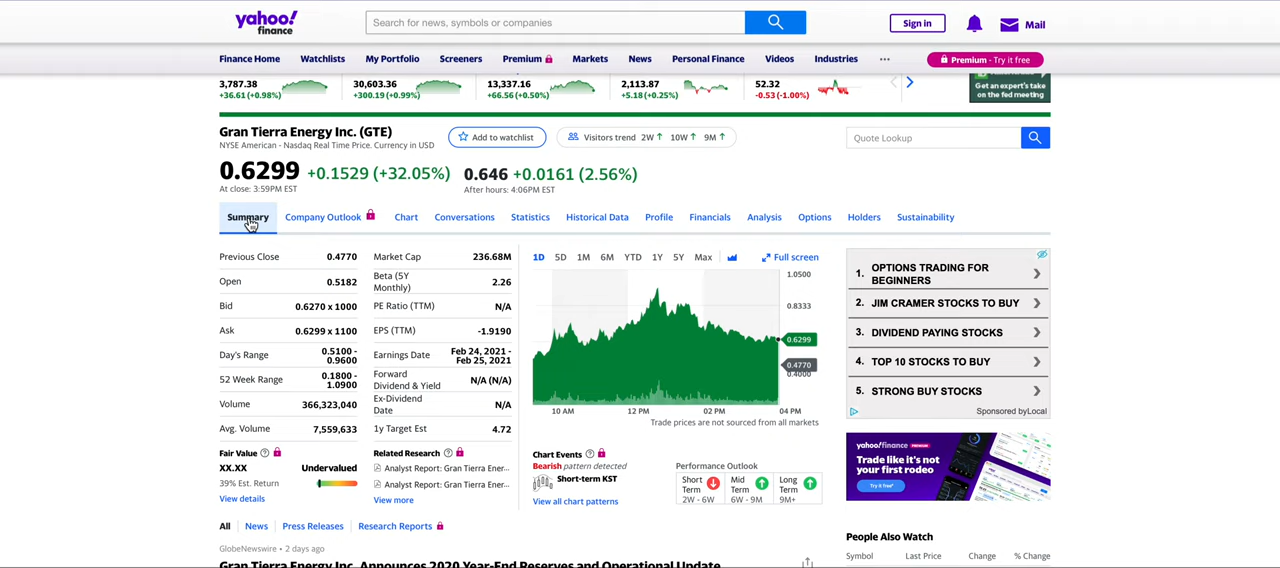 yahoo!
finance
Search for news, symbols or companies
Sign in
Mail
Finance Home Watchlists My Portfolio Screeners Premium Markets News Personal Finance Videos Industries ... Premium - Try it free
3,787.38 30,603.36 13,337.16 2,113.87 52.32
+36.61 (+0.98%) +300.19 (+0.99%) +66.56 (+0.50%) +5.18 (+0.25%) -0.53 (-1.00%)
Get an expert's take
on the fed meeting
Gran Tierra Energy Inc. (GTE)
NYSE American - Nasdaq Real Time Price. Currency in USD
Add to watchlist
Visitors trend 2W↑ 10W↑ 9M↑
Quote Lookup
0.6299 +0.1529 (+32.05%) 0.646 +0.0161 (2.56%)
At close: 3:59PM EST After hours: 4:06PM EST
Summary Company Outlook Chart Conversations Statistics Historical Data Profile Financials Analysis Options Holders Sustainability
Previous Close 0.4770
Open 0.5182
Bid 0.6270 x 1000
Ask 0.6299 x 1100
Day's Range 0.5100 -
0.9600
52 Week Range 0.1800 -
1.0900
Volume 366,323,040
Avg. Volume 7,559,633
Market Cap 236.68M
Beta (5Y
Monthly) 2.26
PE Ratio (TTM) N/A
EPS (TTM) -1.9190
Earnings Date Feb 24, 2021 -
Feb 25, 2021
Forward
Dividend & Yield N/A (N/A)
Ex-Dividend
Date N/A
1y Target Est 4.72
1D 5D 1M 6M YTD 1Y 5Y Max Full screen
1.0500
0.8333
0.6299
0.4770
0.4000
10 AM 12 PM 02 PM 04 PM
Trade prices are not sourced from all markets
Fair Value
XX.XX Undervalued
39% Est. Return
View details
Related Research
Analyst Report: Gran Tierra Ener...
Analyst Report: Gran Tierra Ener...
View more
Chart Events
Bearish pattern detected
Short-term KST
View all chart patterns
Performance Outlook
Short
Term
2W - 6W
Mid
Term
6W - 9M
Long
Term
9M+
1. OPTIONS TRADING FOR
BEGINNERS
2. JIM CRAMER STOCKS TO BUY
3. DIVIDEND PAYING STOCKS
4. TOP 10 STOCKS TO BUY
5. STRONG BUY STOCKS
Sponsored byLocal
yahoo!finance PREMIUM
Trade like it's not
your first rodeo
Try it free
All News Press Releases Research Reports
GlobeNewswire • 2 days ago
Gran Tierra Energy Inc. Announces 2020 Year-End Reserves and Operational Update
People Also Watch
Symbol Last Price Change % Change